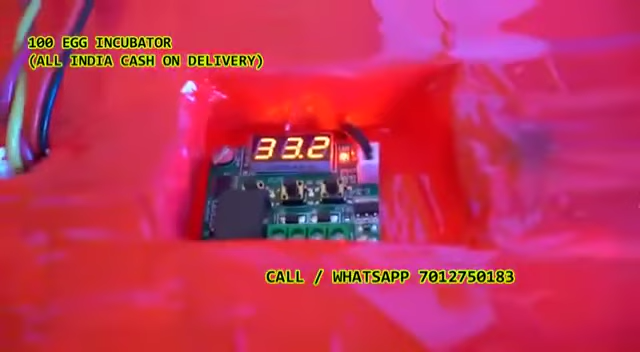 100 EGG INCUBATOR
(ALL INDIA CASH ON DELIVERY)
33.2
CALL / WHATSAPP 7012750183